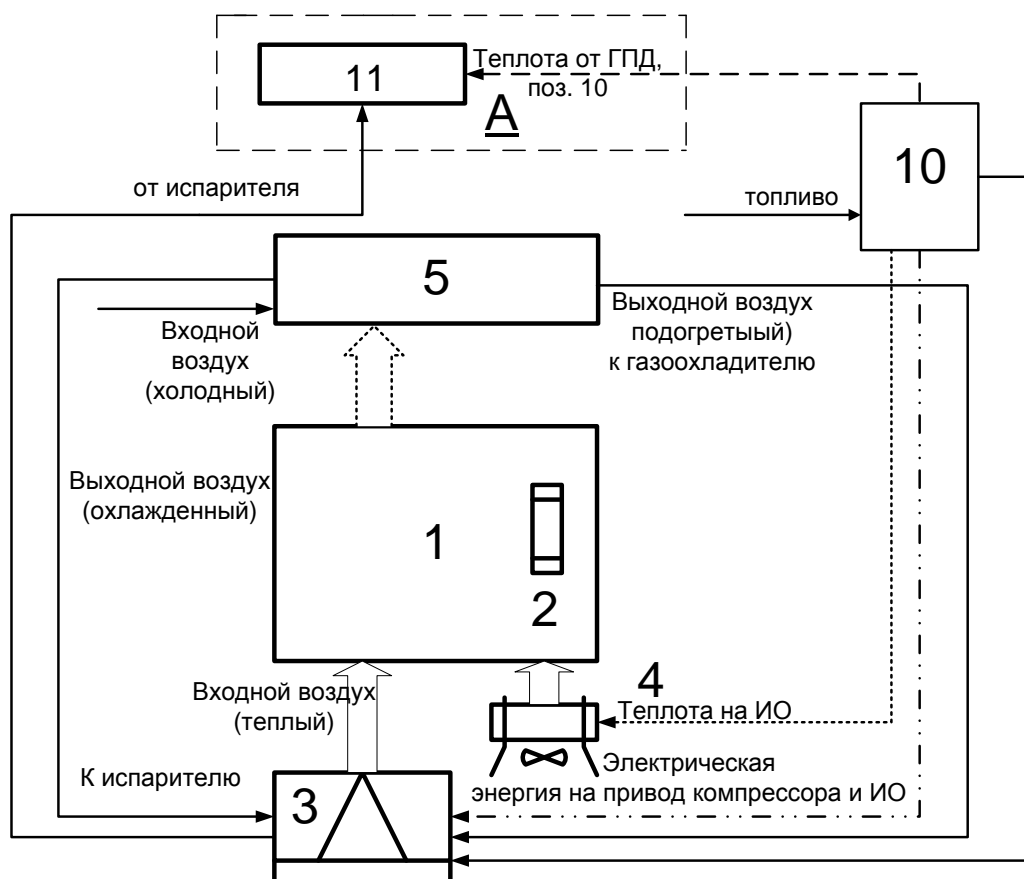 Теплота от ГПД,
поз. 10
11
А
10
от испарителя
топливо
5
Выходной воздух
подогретыый)
к газоохладителю
Входной
воздух
(холодный)
Выходной воздух
(охлажденный)
1
2
4
Входной воздух
(теплый)
Теплота на ИО
К испарителю
Электрическая
энергия на привод компрессора и ИО
3